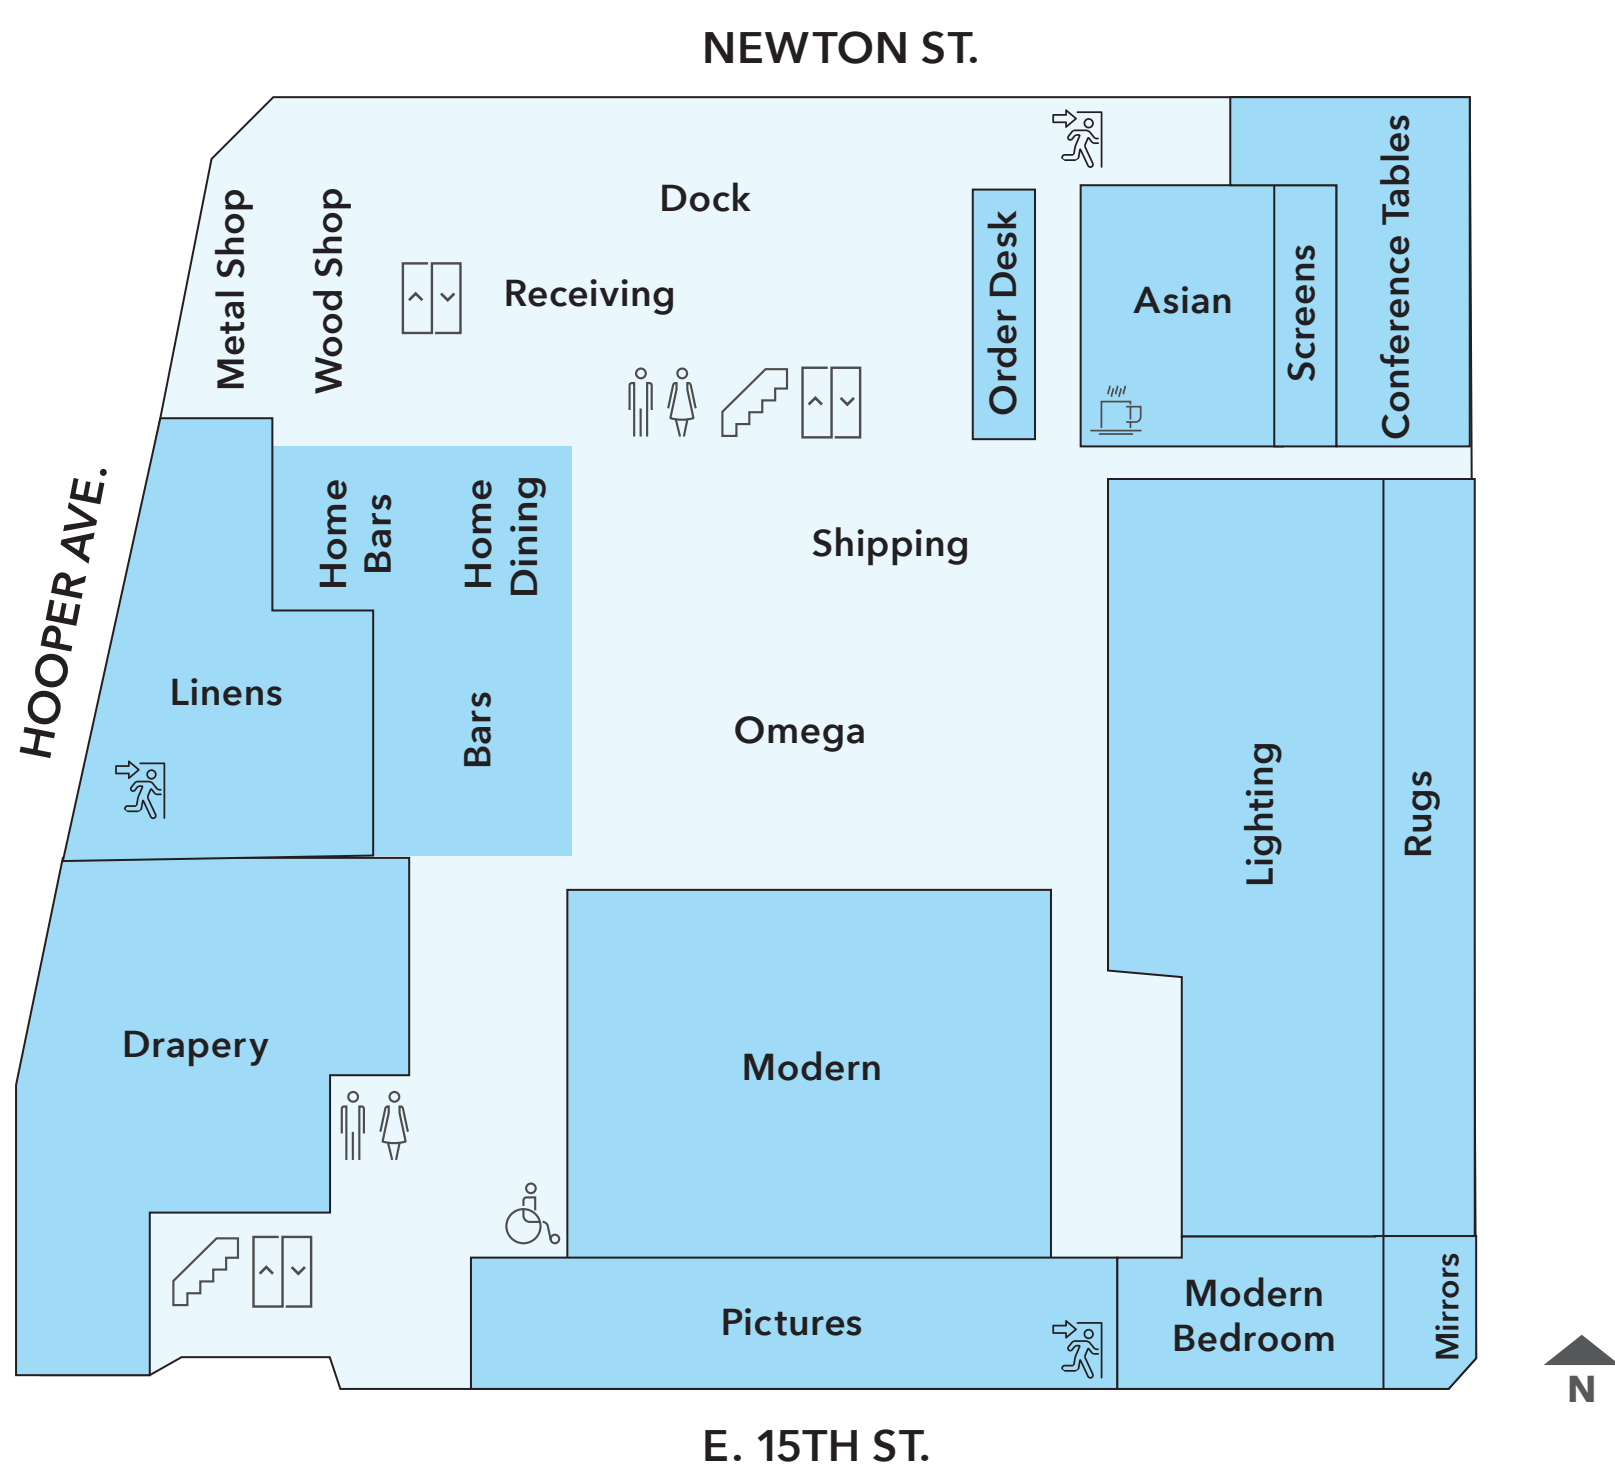 NEWTON ST.
Dock
Metal Shop
Wood Shop
Receiving
Order Desk
Asian
Screens
Conference Tables
HOOPER AVE.
Home
Bars
Home
Dining
Shipping
Linens
Bars
Omega
Lighting
Rugs
Drapery
Modern
Pictures
Modern
Bedroom
Mirrors
N
E. 15TH ST.